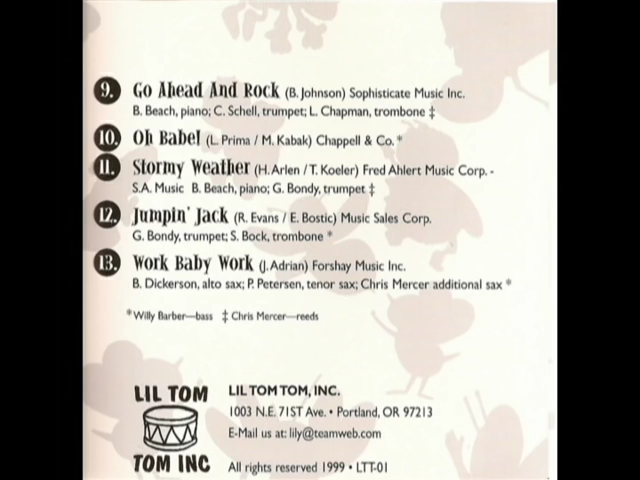 9. Go Ahead And Rock (B. Johnson) Sophisticate Music Inc.
B. Beach, piano; C. Schell, trumpet; L. Chapman, trombone ‡
10. Oh Babe! (L. Prima / M. Kabak) Chappell & Co. *
11. Stormy Weather (H. Arlen / T. Koeler) Fred Ahlert Music Corp. -
S.A. Music B. Beach, piano; G. Bondy, trumpet ‡
12. Jumpin' Jack (R. Evans / E. Bostic) Music Sales Corp.
G. Bondy, trumpet; S. Bock, trombone *
13. Work Baby Work (J. Adrian) Forshay Music Inc.
B. Dickerson, alto sax; P. Petersen, tenor sax; Chris Mercer additional sax *
* Willy Barber—bass ‡ Chris Mercer—reeds
LIL TOM
TOM INC
LIL TOM TOM, INC.
1003 N.E. 71ST Ave. • Portland, OR 97213
E-Mail us at: lily@teamweb.com
All rights reserved 1999 • LTT-01